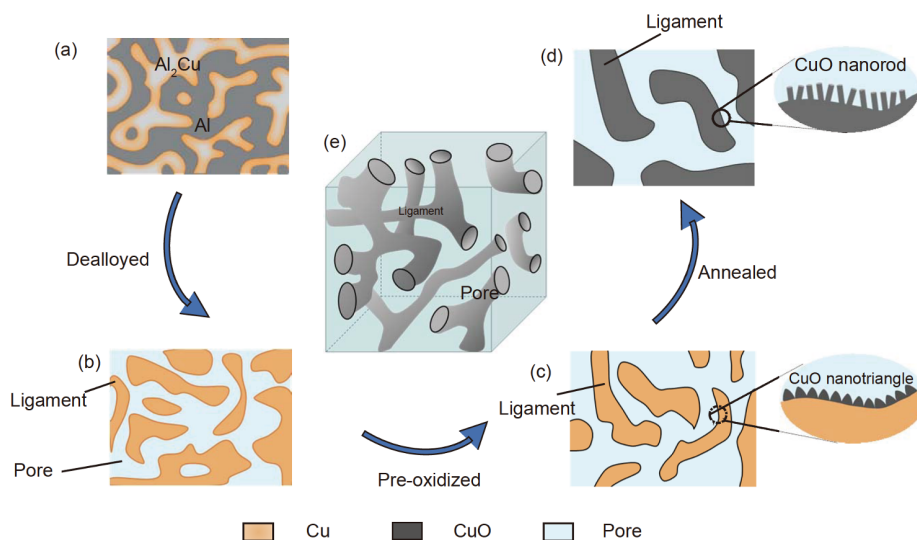 (a)
Al₂Cu
Al
Dealloyed
(b)
Ligament
Pore
(e)
Ligament
Pore
Pre-oxidized
(d)
Ligament
CuO nanorod
Annealed
(c)
Ligament
CuO nanotriangle
Cu
CuO
Pore